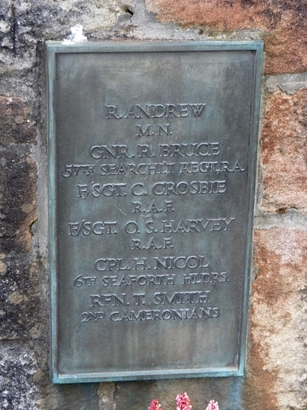 R. ANDREW
M.N.
GNR. R. BRUCE
57TH SEARCHLT REGT. R.A.
F/SGT. C. CROSBIE
R.A.F.
F/SGT. O. S. HARVEY
R.A.F.
CPL. H. NICOL
6TH SEAFORTH HLDRS.
RFN. T. SMITH
2ND CAMERONIANS